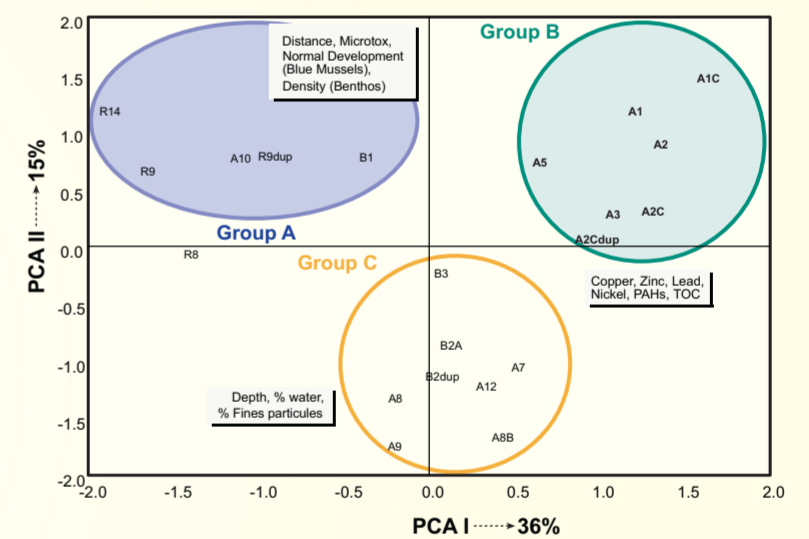 2.0
1.5
1.0
0.5
0.0
-0.5
-1.0
-1.5
-2.0
PCA II 15%
Distance, Microtox,
Normal Development
(Blue Mussels),
Density (Benthos)
Group B
A1C
R14
A1
A2
R9
A10
R9dup
B1
A5
A3
A2C
A2Cdup
Group A
R8
Group C
B3
Copper, Zinc, Lead,
Nickel, PAHs, TOC
B2A
B2dup
A7
A12
Depth, % water,
% Fines particules
A8
A9
A8B
-2.0 -1.5 -1.0 -0.5 0.0 0.5 1.0 1.5 2.0
PCA I 36%